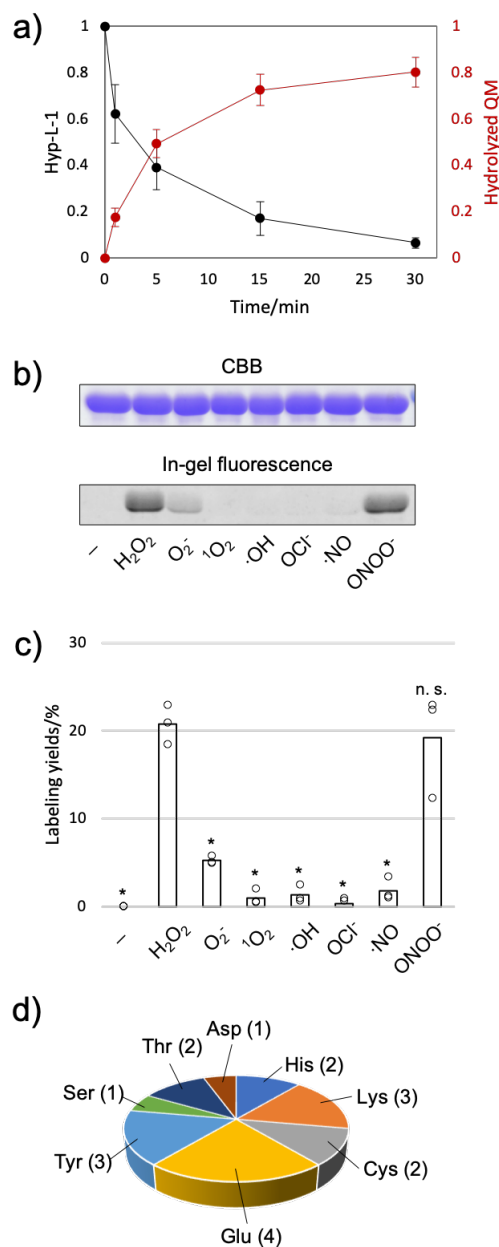 a)
1
0.8
0.6
0.4
0.2
0
Hyp-L-1
1
0.8
0.6
0.4
0.2
0
Hydrolyzed QM
0 5 10 15 20 25 30
Time/min
b)
CBB
In-gel fluorescence
– H₂O₂ O₂⁻ ¹O₂ ·OH OCl⁻ ·NO ONOO⁻
c)
30
20
10
0
Labeling yields/%
n. s.
* * * * * *
– H₂O₂ O₂⁻ ¹O₂ ·OH OCl⁻ ·NO ONOO⁻
d)
Asp (1)
Thr (2)
His (2)
Ser (1)
Lys (3)
Tyr (3)
Cys (2)
Glu (4)